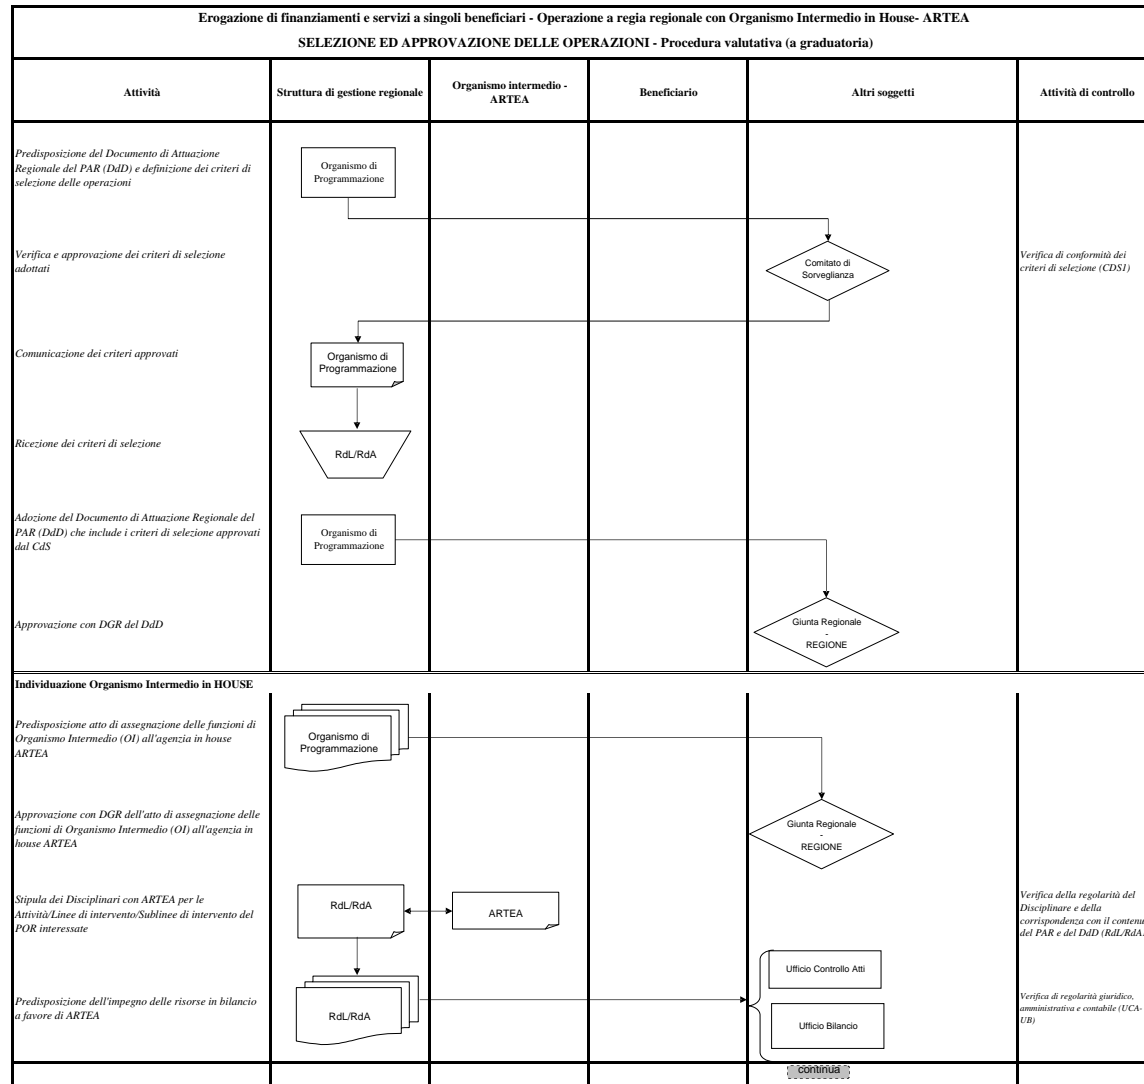 Erogazione di finanziamenti e servizi a singoli beneficiari - Operazione a regia regionale con Organismo Intermedio in House- ARTEA
SELEZIONE ED APPROVAZIONE DELLE OPERAZIONI - Procedura valutativa (a graduatoria)
Attività
Struttura di gestione regionale
Organismo intermedio -
ARTEA
Beneficiario
Altri soggetti
Attività di controllo
Predisposizione del Documento di Attuazione
Regionale del PAR (DdD) e definizione dei criteri di
selezione delle operazioni
Organismo di
Programmazione
Verifica e approvazione dei criteri di selezione
adottati
Comitato di
Sorveglianza
Verifica di conformità dei
criteri di selezione (CDS1)
Comunicazione dei criteri approvati
Organismo di
Programmazione
Ricezione dei criteri di selezione
RdL/RdA
Adozione del Documento di Attuazione Regionale del
PAR (DdD) che include i criteri di selezione approvati
dal CdS
Organismo di
Programmazione
Approvazione con DGR del DdD
Giunta Regionale
-
REGIONE
Individuazione Organismo Intermedio in HOUSE
Predisposizione atto di assegnazione delle funzioni di
Organismo Intermedio (OI) all'agenzia in house
ARTEA
Organismo di
Programmazione
Approvazione con DGR dell'atto di assegnazione delle
funzioni di Organismo Intermedio (OI) all'agenzia in
house ARTEA
Giunta Regionale
-
REGIONE
Stipula dei Disciplinari con ARTEA per le
Attività/Linee di intervento/Sublinee di intervento del
POR interessate
RdL/RdA
ARTEA
Verifica della regolarità del
Disciplinare e della
corrispondenza con il
del PAR e del DdD
Predisposizione dell'impegno delle risorse in bilancio
a favore di ARTEA
RdL/RdA
Ufficio Controllo Atti
Ufficio Bilancio
Verifica di regolarità giuridico,
amministrativa e contabile (UCA-
UB)
continua